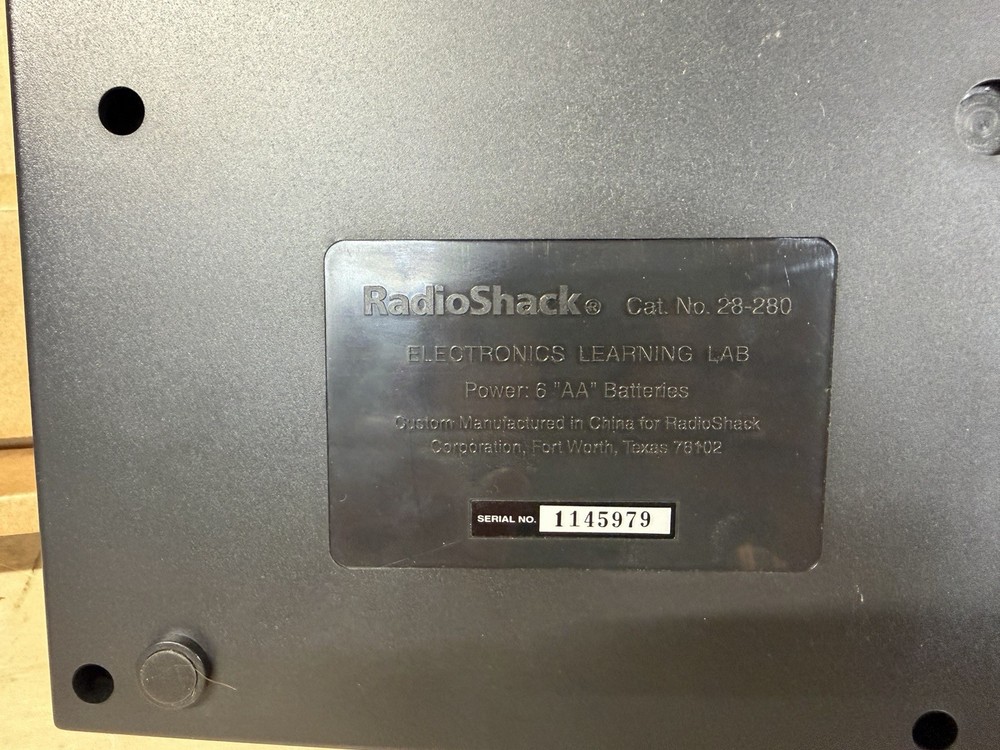 RadioShack® Cat. No. 28-280
ELECTRONICS LEARNING LAB
Power: 6 "AA" Batteries
Custom Manufactured in China for RadioShack
Corporation, Fort Worth, Texas 76102
SERIAL NO. 1145979